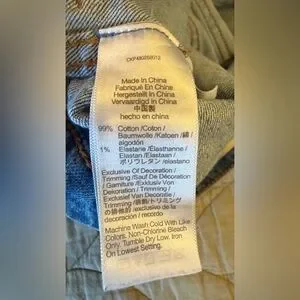 Made In China
Fabriqué En Chine
Hergestellt In China
Vervaardigd in China
中国製
hecho en china
99% Cotton /Coton /
Baumwolle /Katoen /綿/
algodón
1% Elastane /Elasthanne /
Elastan /Elastaan /
ポリウレタン /elastano
Exclusive Of Decoration /
Trimming /Sauf De Décoration
/ Garniture /Exklusiv Von
Dekoration / Trimming /
Exclusief Van Decoratie /
Trimming
decoración / recorte
Machine Wash Cold With Like
Colors. Non-Chlorine Bleach
Only. Tumble Dry Low. Iron
On Lowest Setting.